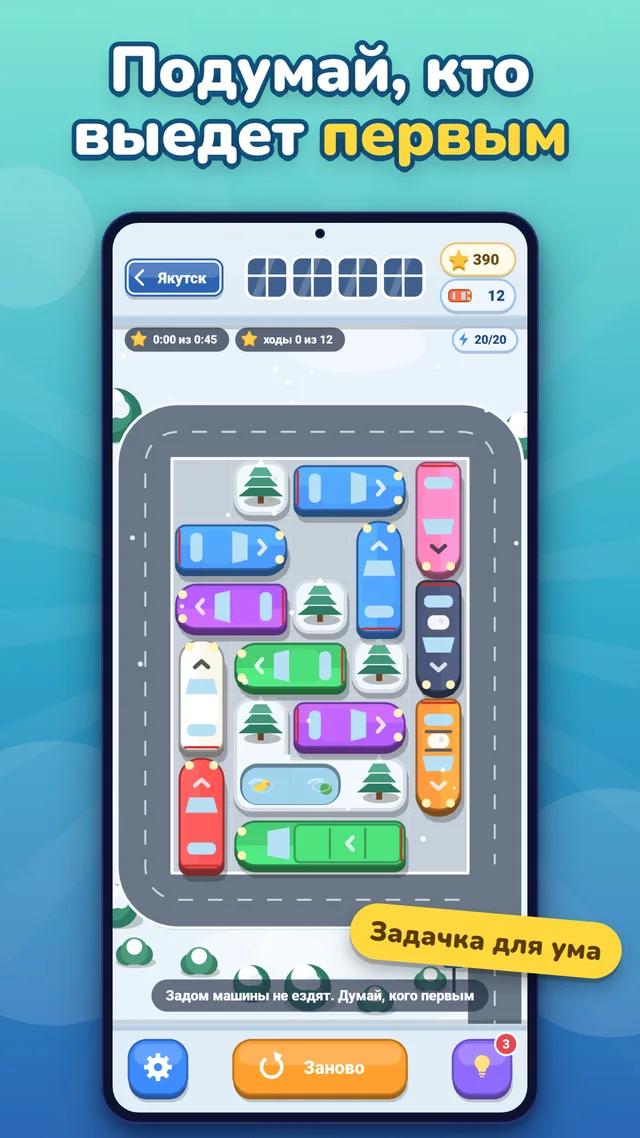 Подумай, кто
выедет первым
Якутск
390
12
0:00 из 0:45
ходы 0 из 12
20/20
Задачка для ума
Задом машины не ездят. Думай, кого первым
Заново
3